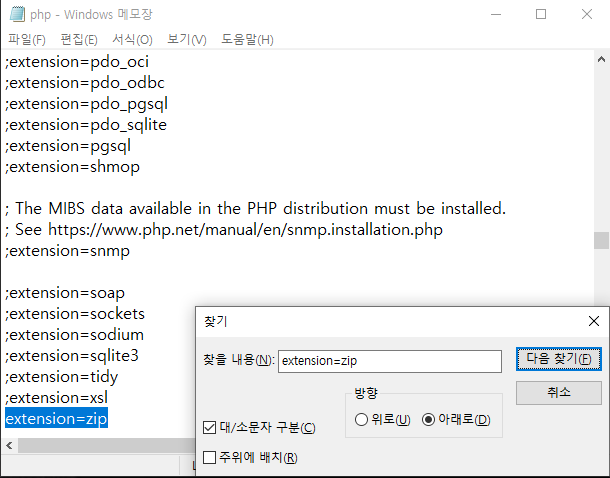 php - Windows 메모장
파일(F) 편집(E) 서식(O) 보기(V) 도움말(H)
;extension=pdo_oci
;extension=pdo_odbc
;extension=pdo_pgsql
;extension=pdo_sqlite
;extension=pgsql
;extension=shmop
; The MIBS data available in the PHP distribution must be installed.
; See https://www.php.net/manual/en/snmp.installation.php
;extension=snmp
;extension=soap
;extension=sockets
;extension=sodium
;extension=sqlite3
;extension=tidy
;extension=xsl
extension=zip
찾기
찾을 내용(N): extension=zip 다음 찾기(F)
취소
방향
위로(U) 아래로(D)
대/소문자 구분(C)
주위에 배치(R)